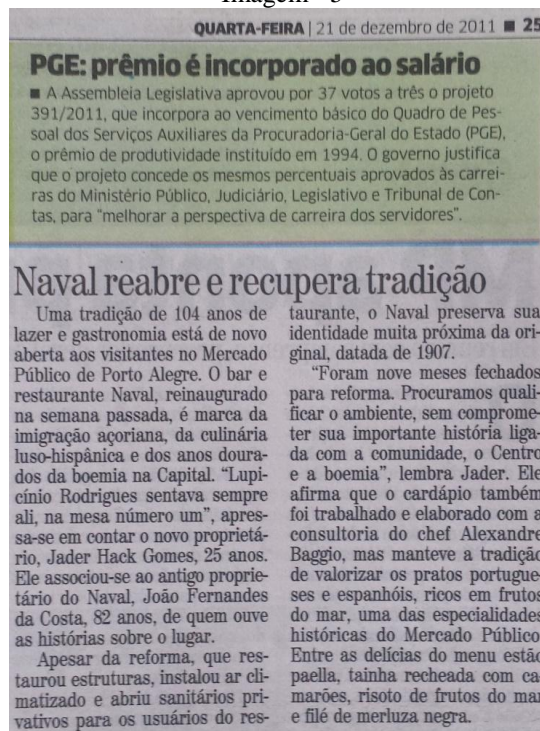 Imagem - 3
QUARTA-FEIRA | 21 de dezembro de 2011 ■ 25
PGE: prêmio é incorporado ao salário
■ A Assembleia Legislativa aprovou por 37 votos a três o projeto
391/2011, que incorpora ao vencimento básico do Quadro de Pes-
soal dos Serviços Auxiliares da Procuradoria-Geral do Estado (PGE),
o prêmio de produtividade instituído em 1994. O governo justifica
que o projeto concede os mesmos percentuais aprovados às carrei-
ras do Ministério Público, Judiciário, Legislativo e Tribunal de Con-
tas, para "melhorar a perspectiva de carreira dos servidores".
Naval reabre e recupera tradição
Uma tradição de 104 anos de
lazer e gastronomia está de novo
aberta aos visitantes no Mercado
Público de Porto Alegre. O bar e
restaurante Naval, reinaugurado
na semana passada, é marca da
imigração açoriana, da culinária
luso-hispânica e dos anos doura-
dos da boemia na Capital. "Lupi-
cínio Rodrigues sentava sempre
ali, na mesa número um", apres-
sa-se em contar o novo proprietá-
rio, Jader Hack Gomes, 25 anos.
Ele associou-se ao antigo proprie-
tário do Naval, João Fernandes
da Costa, 82 anos, de quem ouve
as histórias sobre o lugar.
Apesar da reforma, que res-
taurou estruturas, instalou ar cli-
matizado e abriu sanitários pri-
vativos para os usuários do res-
taurante, o Naval preserva sua
identidade muito próxima da ori-
ginal, datada de 1907.
"Foram nove meses fechados
para reforma. Procuramos quali-
ficar o ambiente, sem comprome-
ter sua importante história liga-
da com a comunidade, o Centro
e a boemia", lembra Jader. Ele
afirma que o cardápio também
foi trabalhado e elaborado com a
consultoria do chef Alexandre
Baggio, mas manteve a tradição
de valorizar os pratos portugue-
ses e espanhóis, ricos em frutos
do mar, uma das especialidades
históricas do Mercado Público
Entre as delícias do menu estão
paella, tainha recheada com ca-
marões, risoto de frutos do mar
e filé de merluza negra.